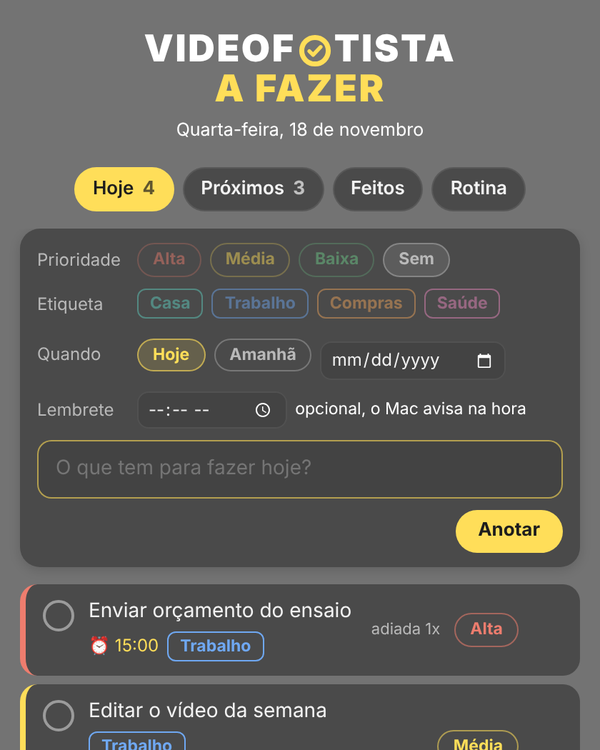 VIDEOF TISTA
A FAZER
Quarta-feira, 18 de novembro
Hoje 4 Próximos 3 Feitos Rotina
Prioridade Alta Média Baixa Sem
Etiqueta Casa Trabalho Compras Saúde
Quando Hoje Amanhã mm/dd/yyyy
Lembrete --:-- -- opcional, o Mac avisa na hora
O que tem para fazer hoje?
Anotar
Enviar orçamento do ensaio
adiada 1x Alta
15:00 Trabalho
Editar o vídeo da semana
Trabalho Média